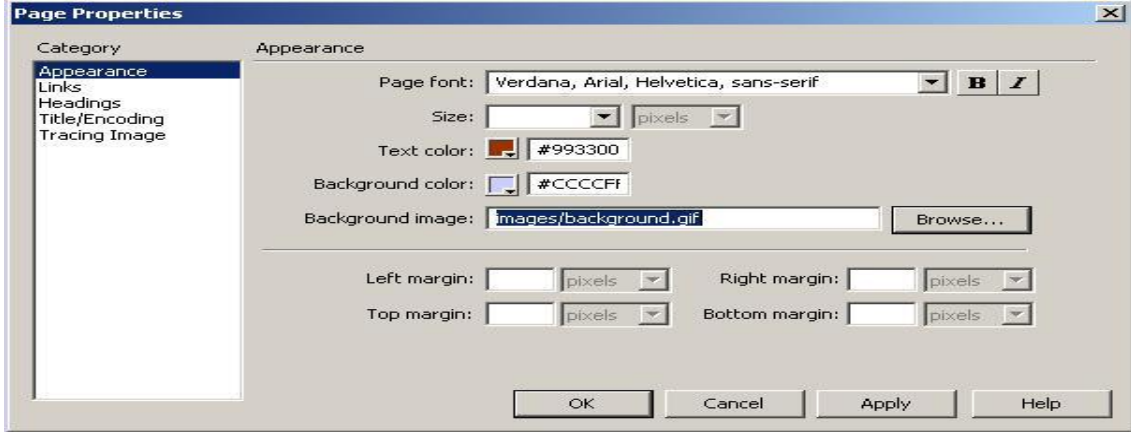 Page Properties
Category
Appearance
Links
Headings
Title/Encoding
Tracing Image
Appearance
Page font: Verdana, Arial, Helvetica, sans-serif B I
Size: pixels
Text color: #993300
Background color: #CCCCFF
Background image: images/background.gif Browse...
Left margin: pixels Right margin: pixels
Top margin: pixels Bottom margin: pixels
OK Cancel Apply Help